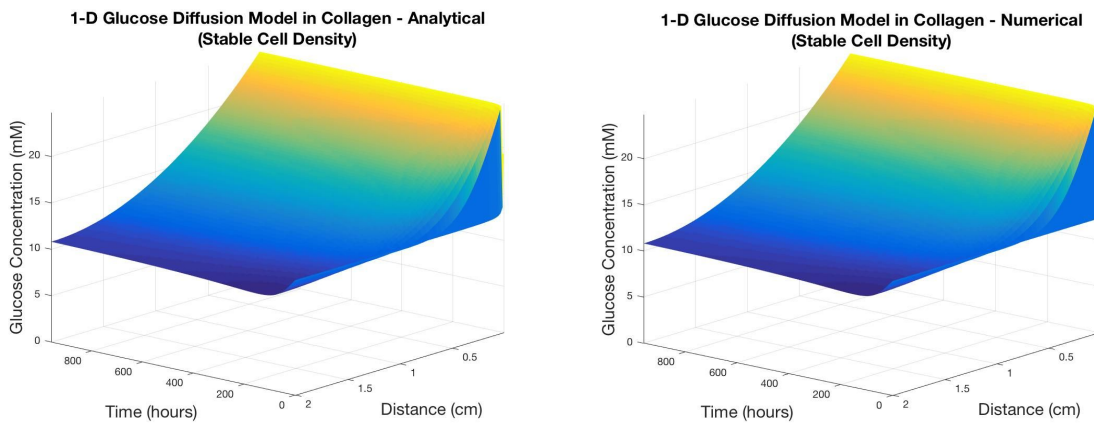 1-D Glucose Diffusion Model in Collagen - Analytical
(Stable Cell Density)
Glucose Concentration (mM)
20
15
10
5
0
800
600
400
200
0
Time (hours)
2
1.5
1
0.5
Distance (cm)
1-D Glucose Diffusion Model in Collagen - Numerical
(Stable Cell Density)
Glucose Concentration (mM)
20
15
10
5
0
800
600
400
200
0
Time (hours)
2
1.5
1
0.5
Distance (cm)